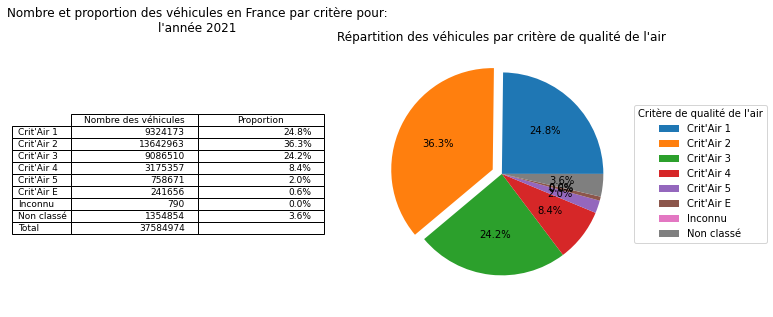 Nombre et proportion des véhicules en France par critère pour:
l'année 2021
Nombre des véhicules Proportion
Crit'Air 1 9324173 24.8%
Crit'Air 2 13642963 36.3%
Crit'Air 3 9086510 24.2%
Crit'Air 4 3175357 8.4%
Crit'Air 5 758671 2.0%
Crit'Air E 241656 0.6%
Inconnu 790 0.0%
Non classé 1354854 3.6%
Total 37584974
Répartition des véhicules par critère de qualité de l'air
24.8%
36.3%
24.2%
8.4%
2.0%
3.6%
Critère de qualité de l'air
Crit'Air 1
Crit'Air 2
Crit'Air 3
Crit'Air 4
Crit'Air 5
Crit'Air E
Inconnu
Non classé